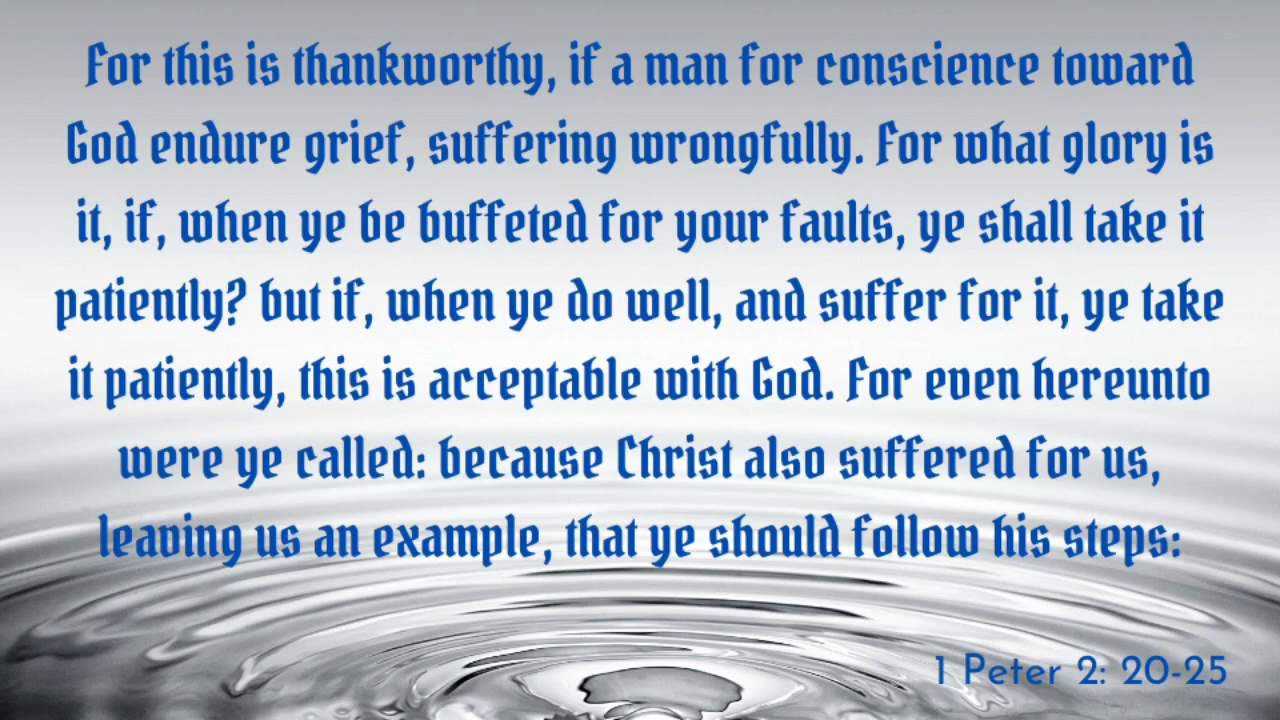 For this is thankworthy, if a man for conscience toward
God endure grief, suffering wrongfully. For what glory is
it, if, when ye be buffeted for your faults, ye shall take it
patiently? but if, when ye do well, and suffer for it, ye take
it patiently, this is acceptable with God. For even hereunto
were ye called: because Christ also suffered for us,
leaving us an example, that ye should follow his steps:
1 Peter 2: 20-25